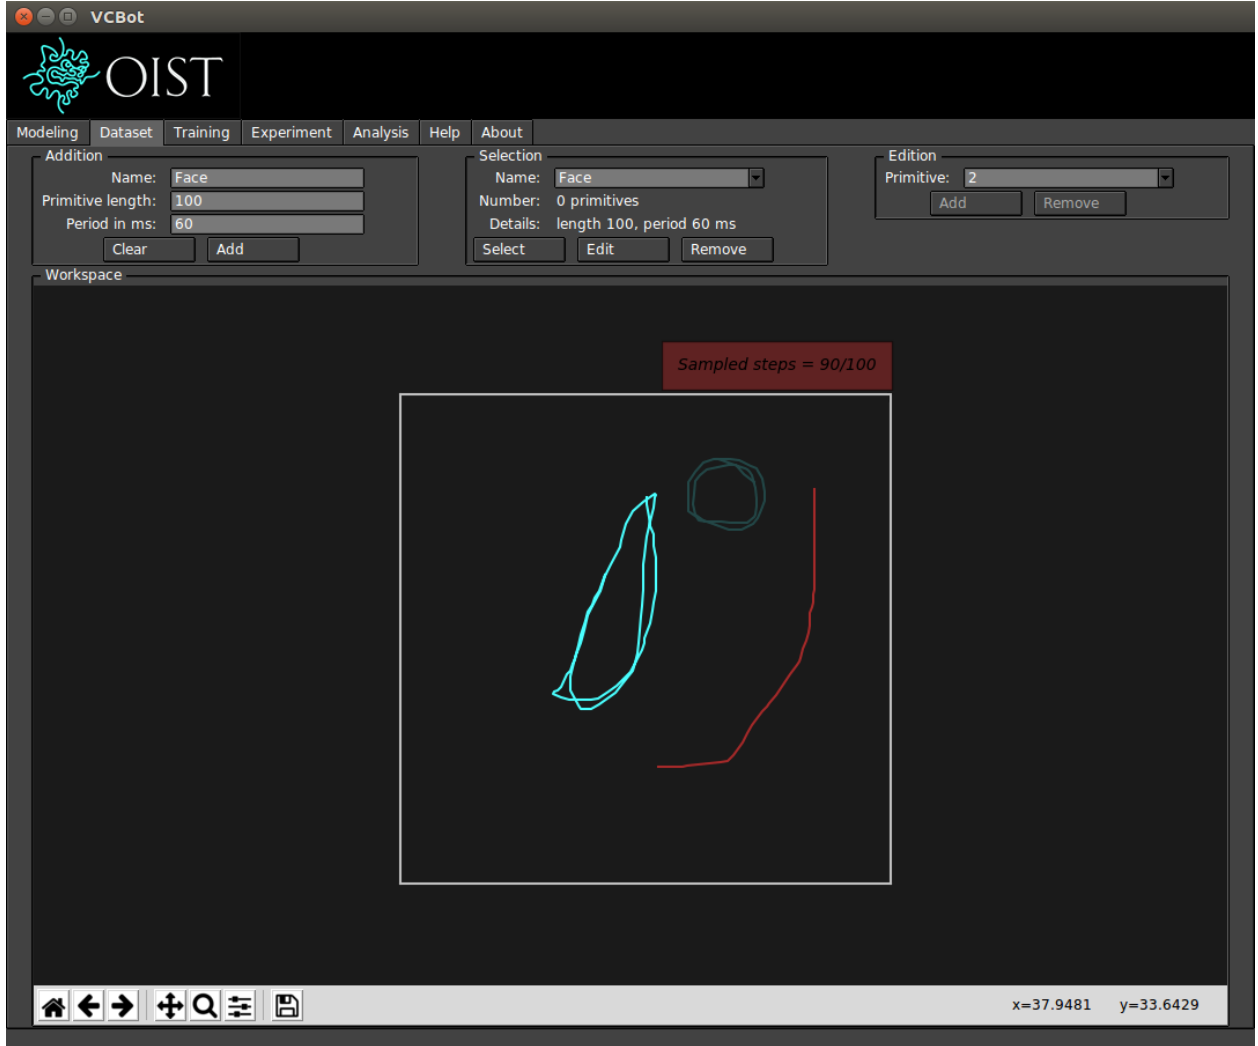 VCBot
OIST
Modeling Dataset Training Experiment Analysis Help About
Addition
Name: Face
Primitive length: 100
Period in ms: 60
Clear Add
Selection
Name: Face
Number: 0 primitives
Details: length 100, period 60 ms
Select Edit Remove
Edition
Primitive: 2
Add Remove
Workspace
Sampled steps = 90/100
x=37.9481 y=33.6429